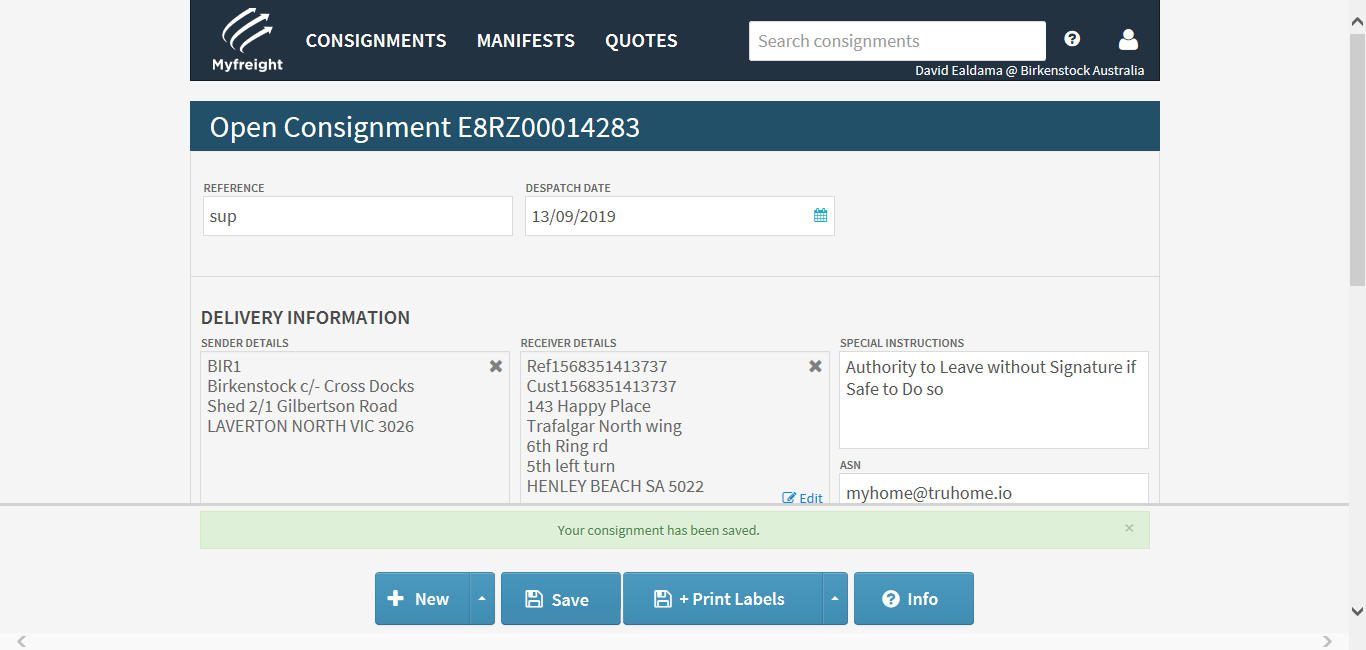 Myfreight
CONSIGNMENTS
MANIFESTS
QUOTES
Search consignments
David Ealdama @ Birkenstock Australia
Open Consignment E8RZ00014283
REFERENCE
sup
DESPATCH DATE
13/09/2019
DELIVERY INFORMATION
SENDER DETAILS
BIR1
Birkenstock c/- Cross Docks
Shed 2/1 Gilbertson Road
LAVERTON NORTH VIC 3026
RECEIVER DETAILS
Ref1568351413737
Cust1568351413737
143 Happy Place
Trafalgar North wing
6th Ring rd
5th left turn
HENLEY BEACH SA 5022
Edit
SPECIAL INSTRUCTIONS
Authority to Leave without Signature if
Safe to Do so
ASN
myhome@truhome.io
Your consignment has been saved.
New
Save
+ Print Labels
Info